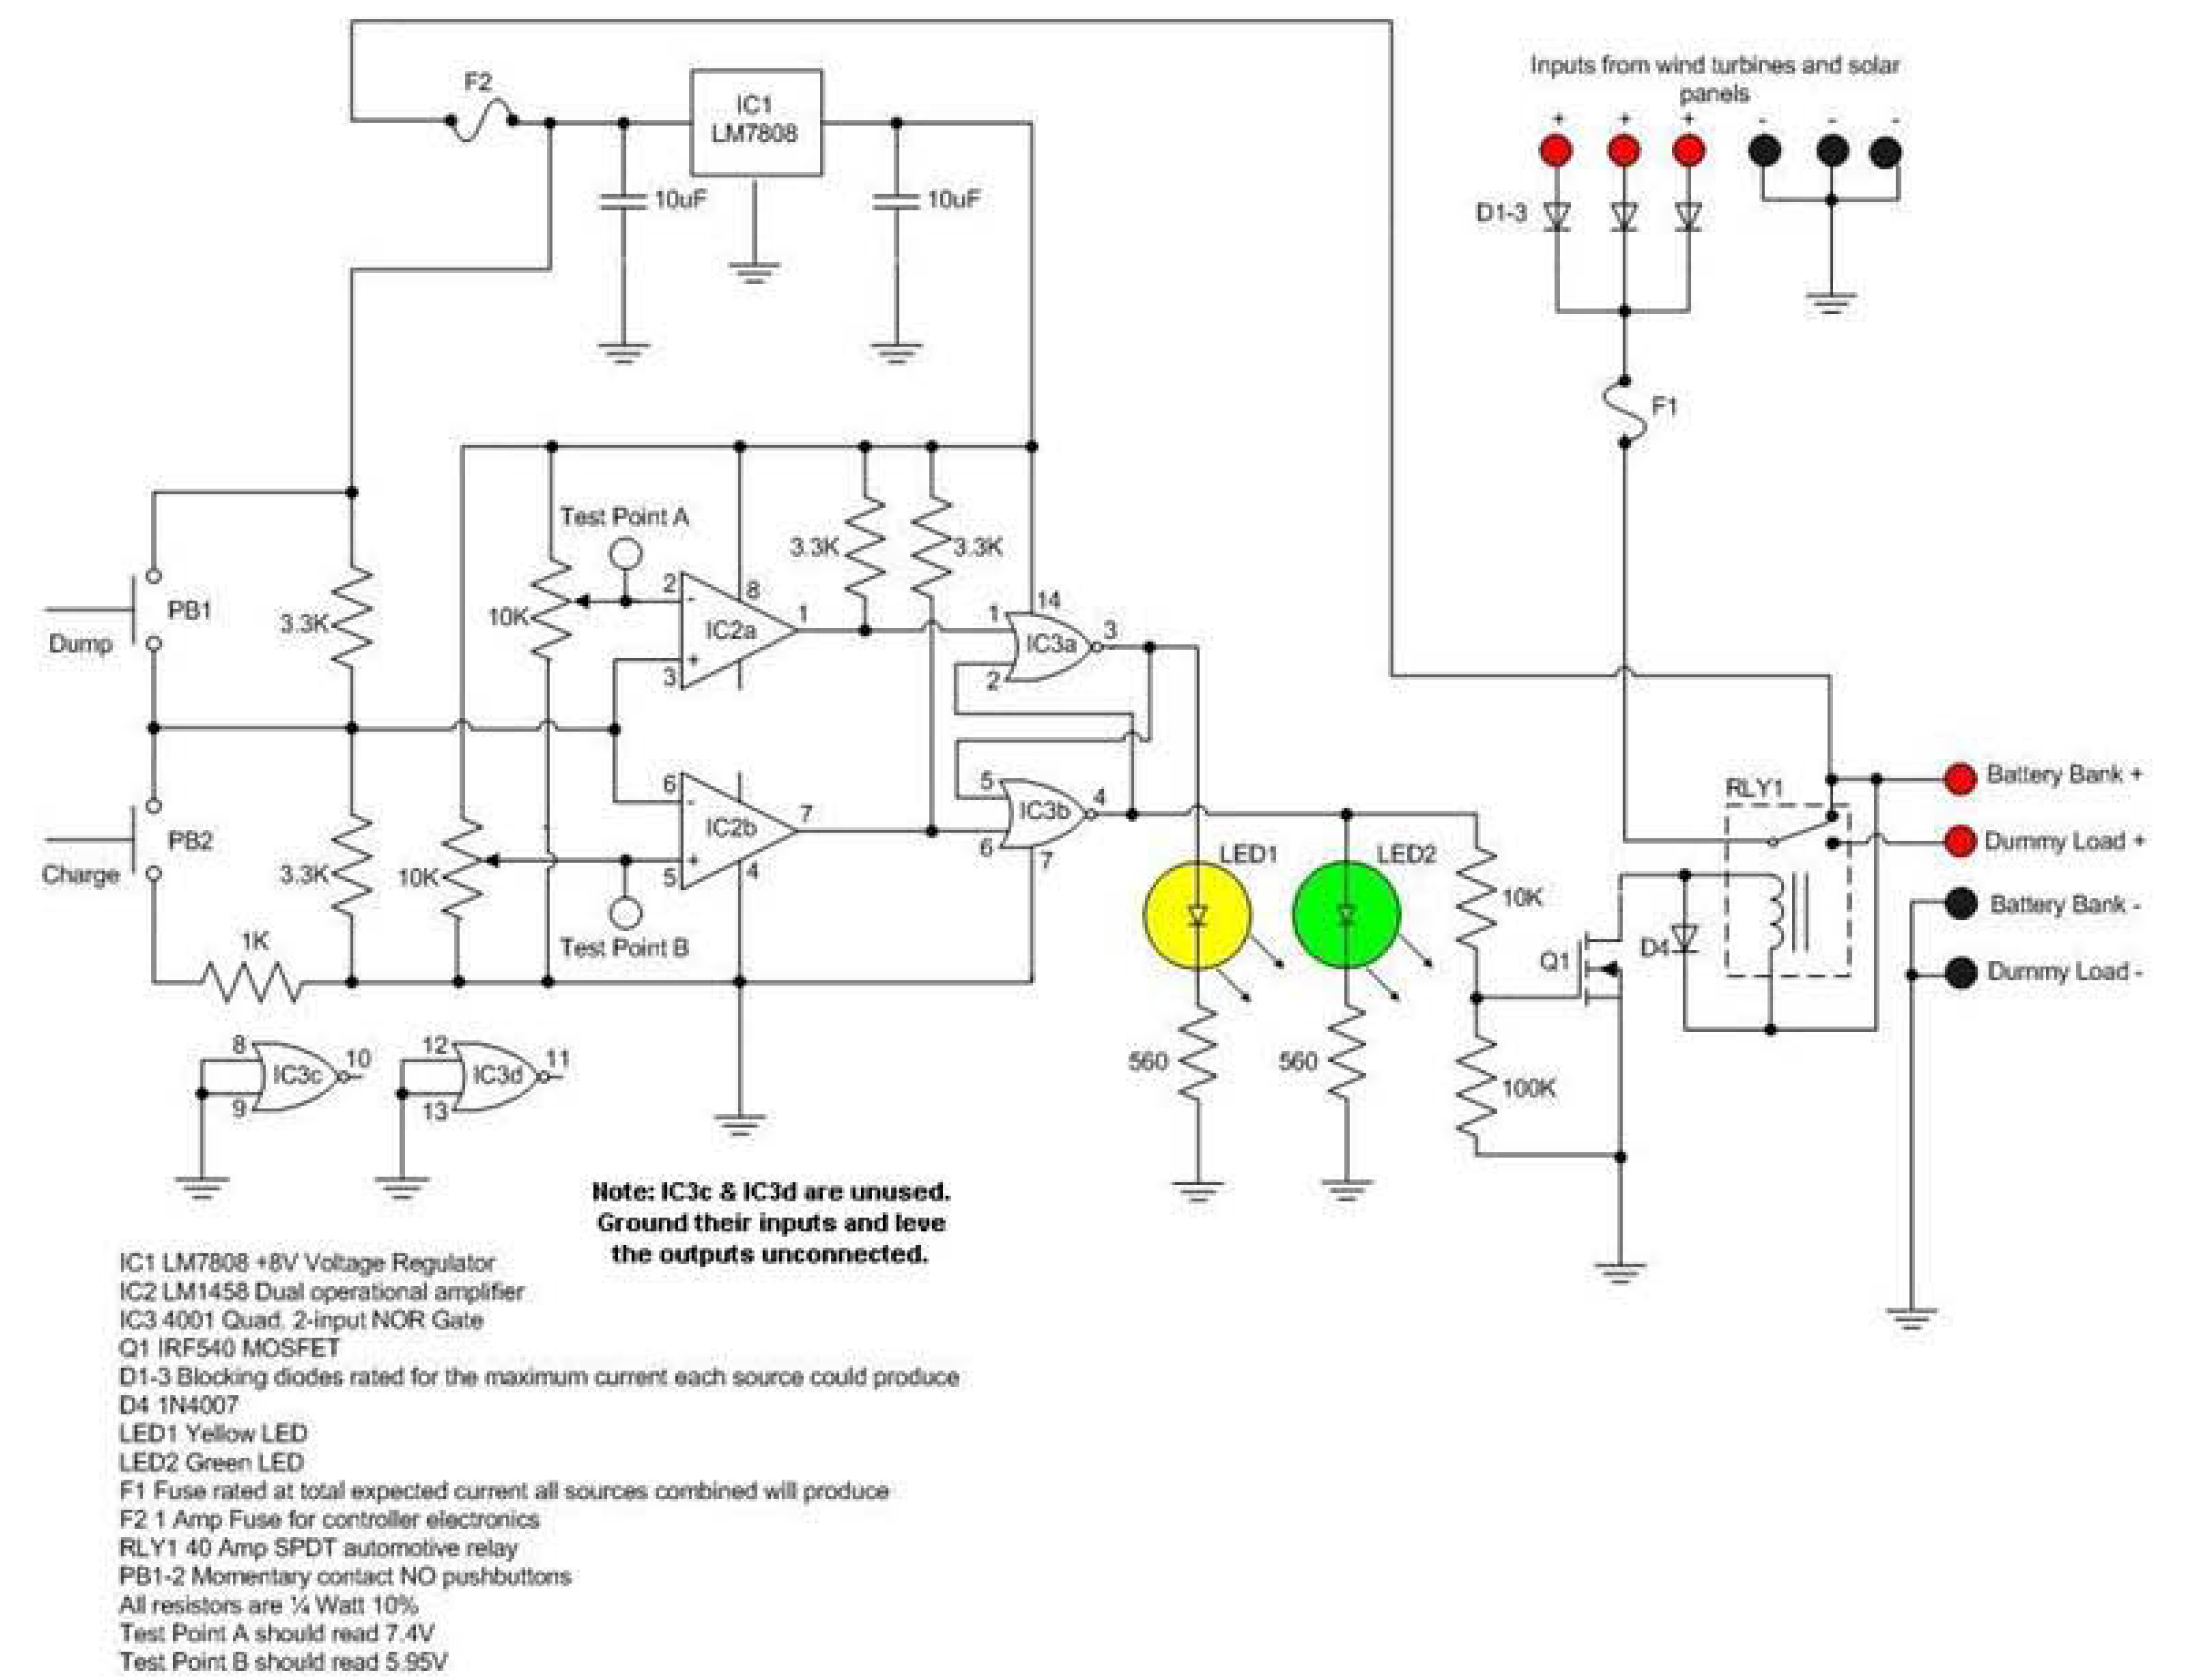 F2
IC1
LM7808
10uF
10uF
Inputs from wind turbines and solar
panels
+ + + - - -
D1-3
F1
Test Point A
3.3K
3.3K
PB1
Dump
3.3K
10K
2
-
8
IC2a
1
+
3
1
14
IC3a
3
2
PB2
Charge
3.3K
10K
6
-
IC2b
7
+
5
4
Test Point B
5
IC3b
4
6
7
1K
LED1
LED2
10K
Q1
D4
RLY1
Battery Bank +
Dummy Load +
Battery Bank -
Dummy Load -
560
560
100K
8
IC3c
10
9
12
IC3d
11
13
Note: IC3c & IC3d are unused.
Ground their inputs and leve
the outputs unconnected.
IC1 LM7808 +8V Voltage Regulator
IC2 LM1458 Dual operational amplifier
IC3 4001 Quad. 2-input NOR Gate
Q1 IRF540 MOSFET
D1-3 Blocking diodes rated for the maximum current each source could produce
D4 1N4007
LED1 Yellow LED
LED2 Green LED
F1 Fuse rated at total expected current all sources combined will produce
F2 1 Amp Fuse for controller electronics
RLY1 40 Amp SPDT automotive relay
PB1-2 Momentary contact NO pushbuttons
All resistors are ¼ Watt 10%
Test Point A should read 7.4V
Test Point B should read 5.95V